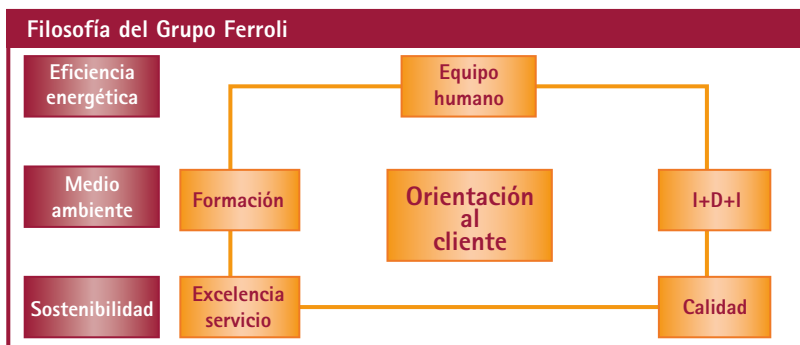 Filosofía del Grupo Ferroli
Eficiencia
energética
Equipo
humano
Medio
ambiente
Formación
Orientación
al
cliente
I+D+I
Sostenibilidad
Excelencia
servicio
Calidad